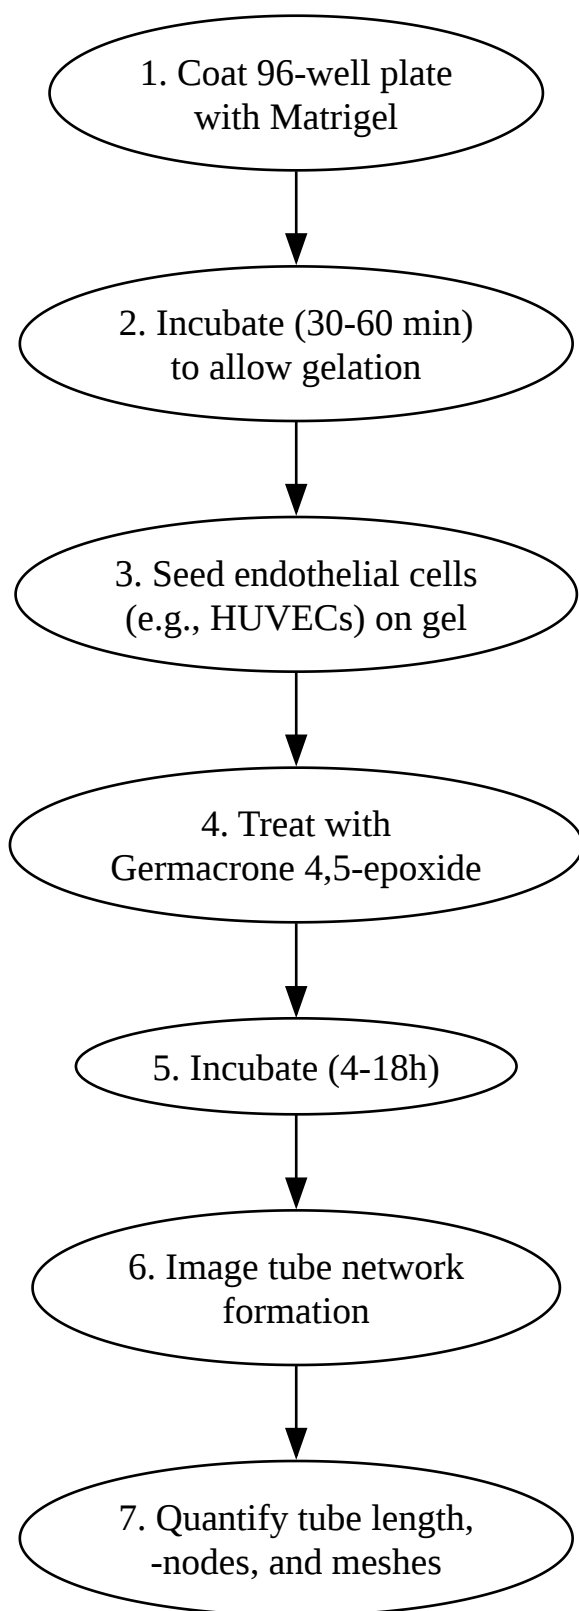 1. Coat 96-well plate
with Matrigel
2. Incubate (30-60 min)
to allow gelation
3. Seed endothelial cells
(e.g., HUVECs) on gel
4. Treat with
Germacrone 4,5-epoxide
5. Incubate (4-18h)
6. Image tube network
formation
7. Quantify tube length,
-nodes, and meshes